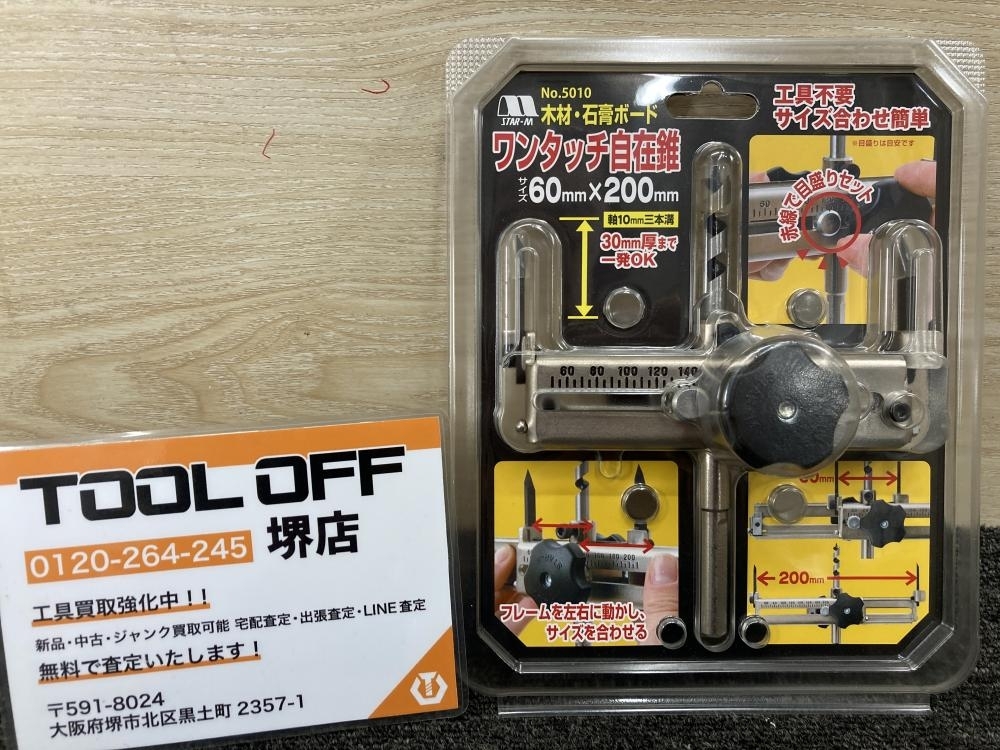 No.5010
STAR-M
木材・石膏ボード
ワンタッチ自在錐
サイズ 60mm×200mm
軸10mm三本溝
30mm厚まで
一発OK
工具不要
サイズ合わせ簡単
※目盛りは目安です
赤線で目盛りセット
60 80 100 120 140
フレームを左右に動かし、
サイズを合わせる
200mm
TOOL OFF
0120-264-245 堺店
工具買取強化中!!
新品・中古・ジャンク買取可能 宅配査定・出張査定・LINE査定
無料で査定いたします!
〒591-8024
大阪府堺市北区黒土町 2357-1